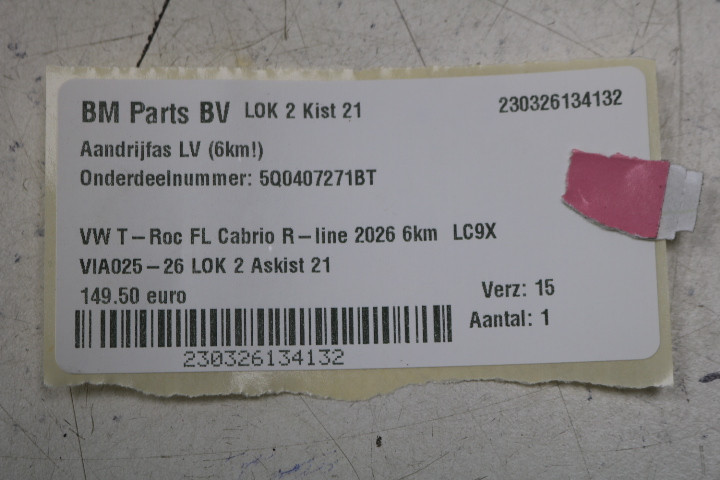 BM Parts BV LOK 2 Kist 21 230326134132
Aandrijfas LV (6km!)
Onderdeelnummer: 5Q0407271BT
VW T-Roc FL Cabrio R-line 2026 6km LC9X
VIA025-26 LOK 2 Askist 21
149.50 euro Verz: 15
Aantal: 1
230326134132